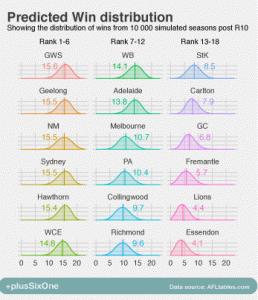 Predicted Win distribution
Showing the distribution of wins from 10 000 simulated seasons post R10
Rank 1-6 Rank 7-12 Rank 13-18
GWS WB StK
15.6 14.1 8.5
Geelong Adelaide Carlton
15.5 13.8 7.9
NM Melbourne GC
15.5 10.7 6.8
Sydney PA Fremantle
15.5 10.4 5.7
Hawthorn Collingwood Lions
15.4 9.7 4.4
WCE Richmond Essendon
14.8 9.6 4.1
0 5 10 15 20 0 5 10 15 20 0 5 10 15 20
+plusSixOne Data source: AFLtables.com